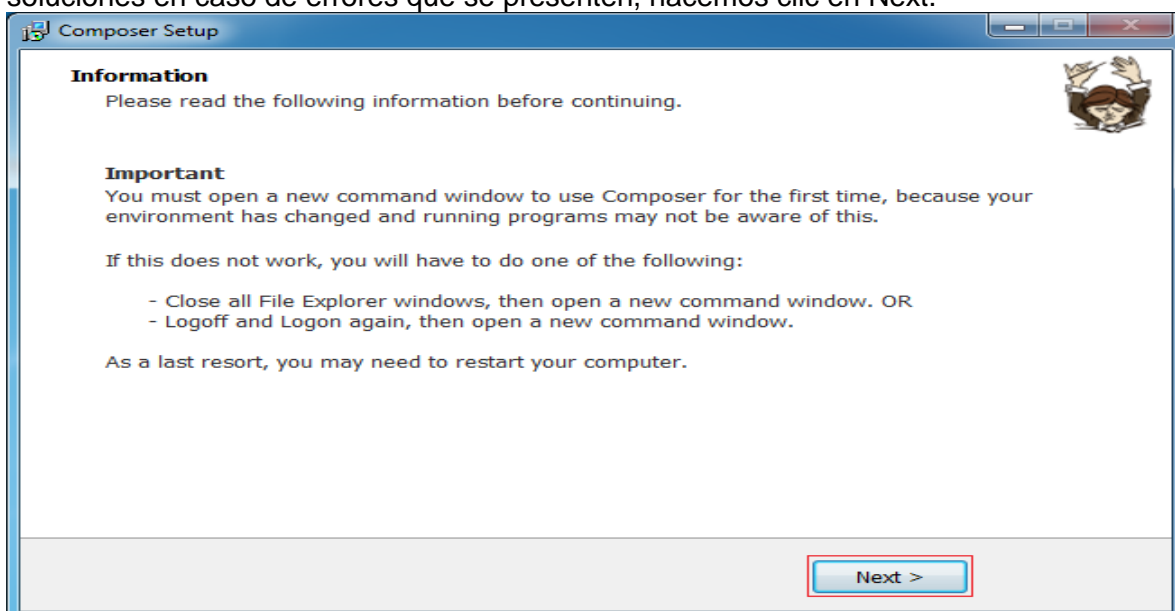 soluciones en caso de errores que se presenten, hacemos clic en Next.
Composer Setup
Information
Please read the following information before continuing.
Important
You must open a new command window to use Composer for the first time, because your
environment has changed and running programs may not be aware of this.
If this does not work, you will have to do one of the following:
- Close all File Explorer windows, then open a new command window. OR
- Logoff and Logon again, then open a new command window.
As a last resort, you may need to restart your computer.
Next >